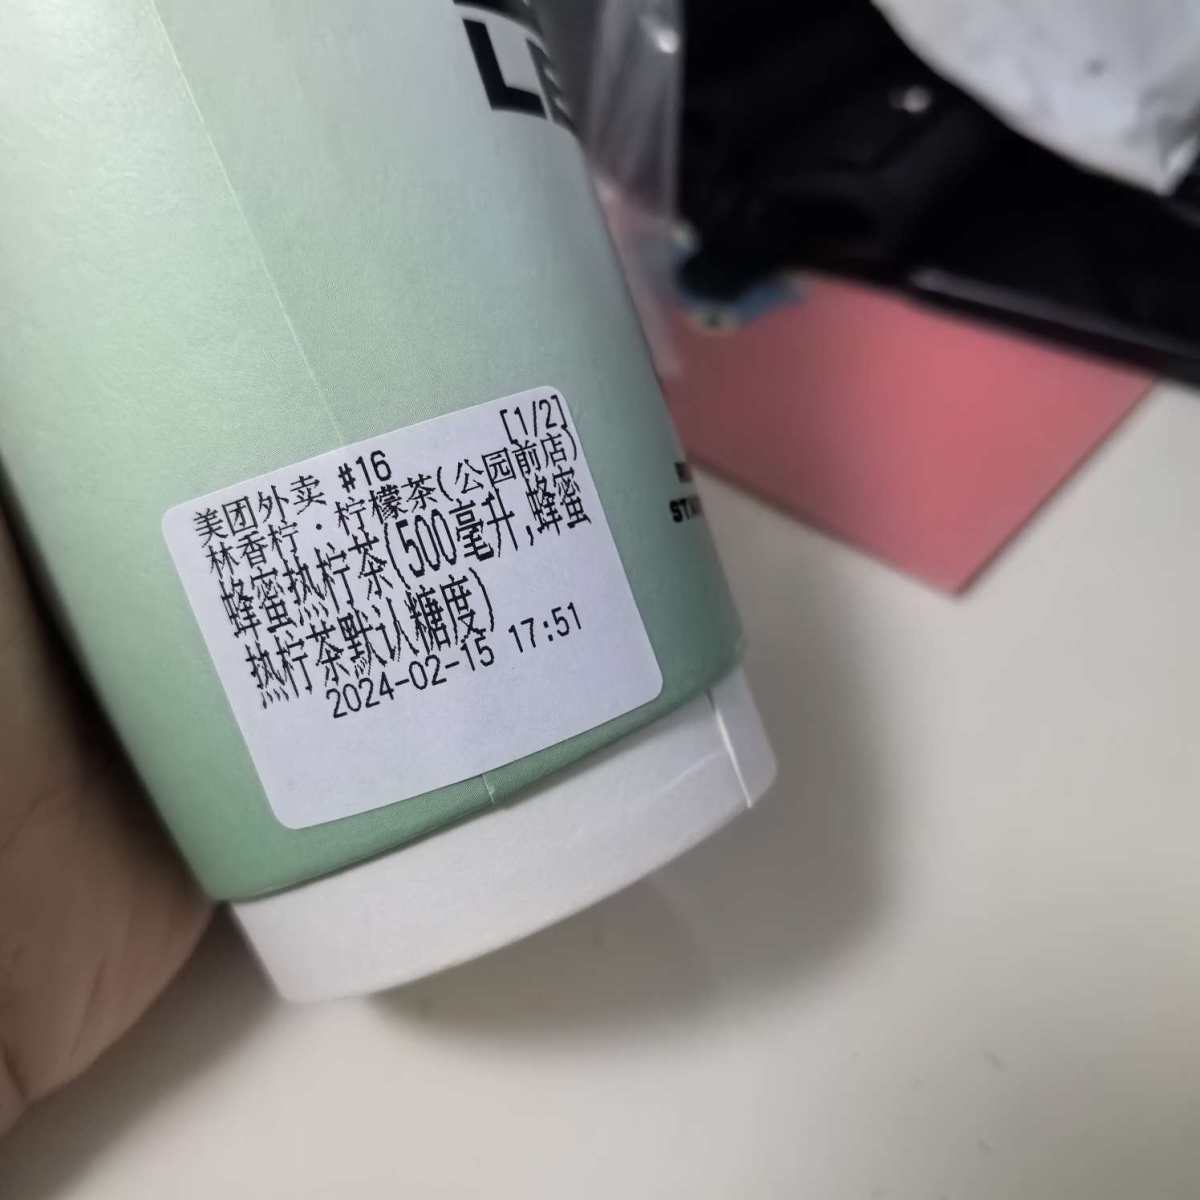 [1/2]
美团外卖 #16
林香柠·柠檬茶(公园前店)
蜂蜜热柠茶(500毫升,蜂蜜
热柠茶默认糖度)
2024-02-15 17:51